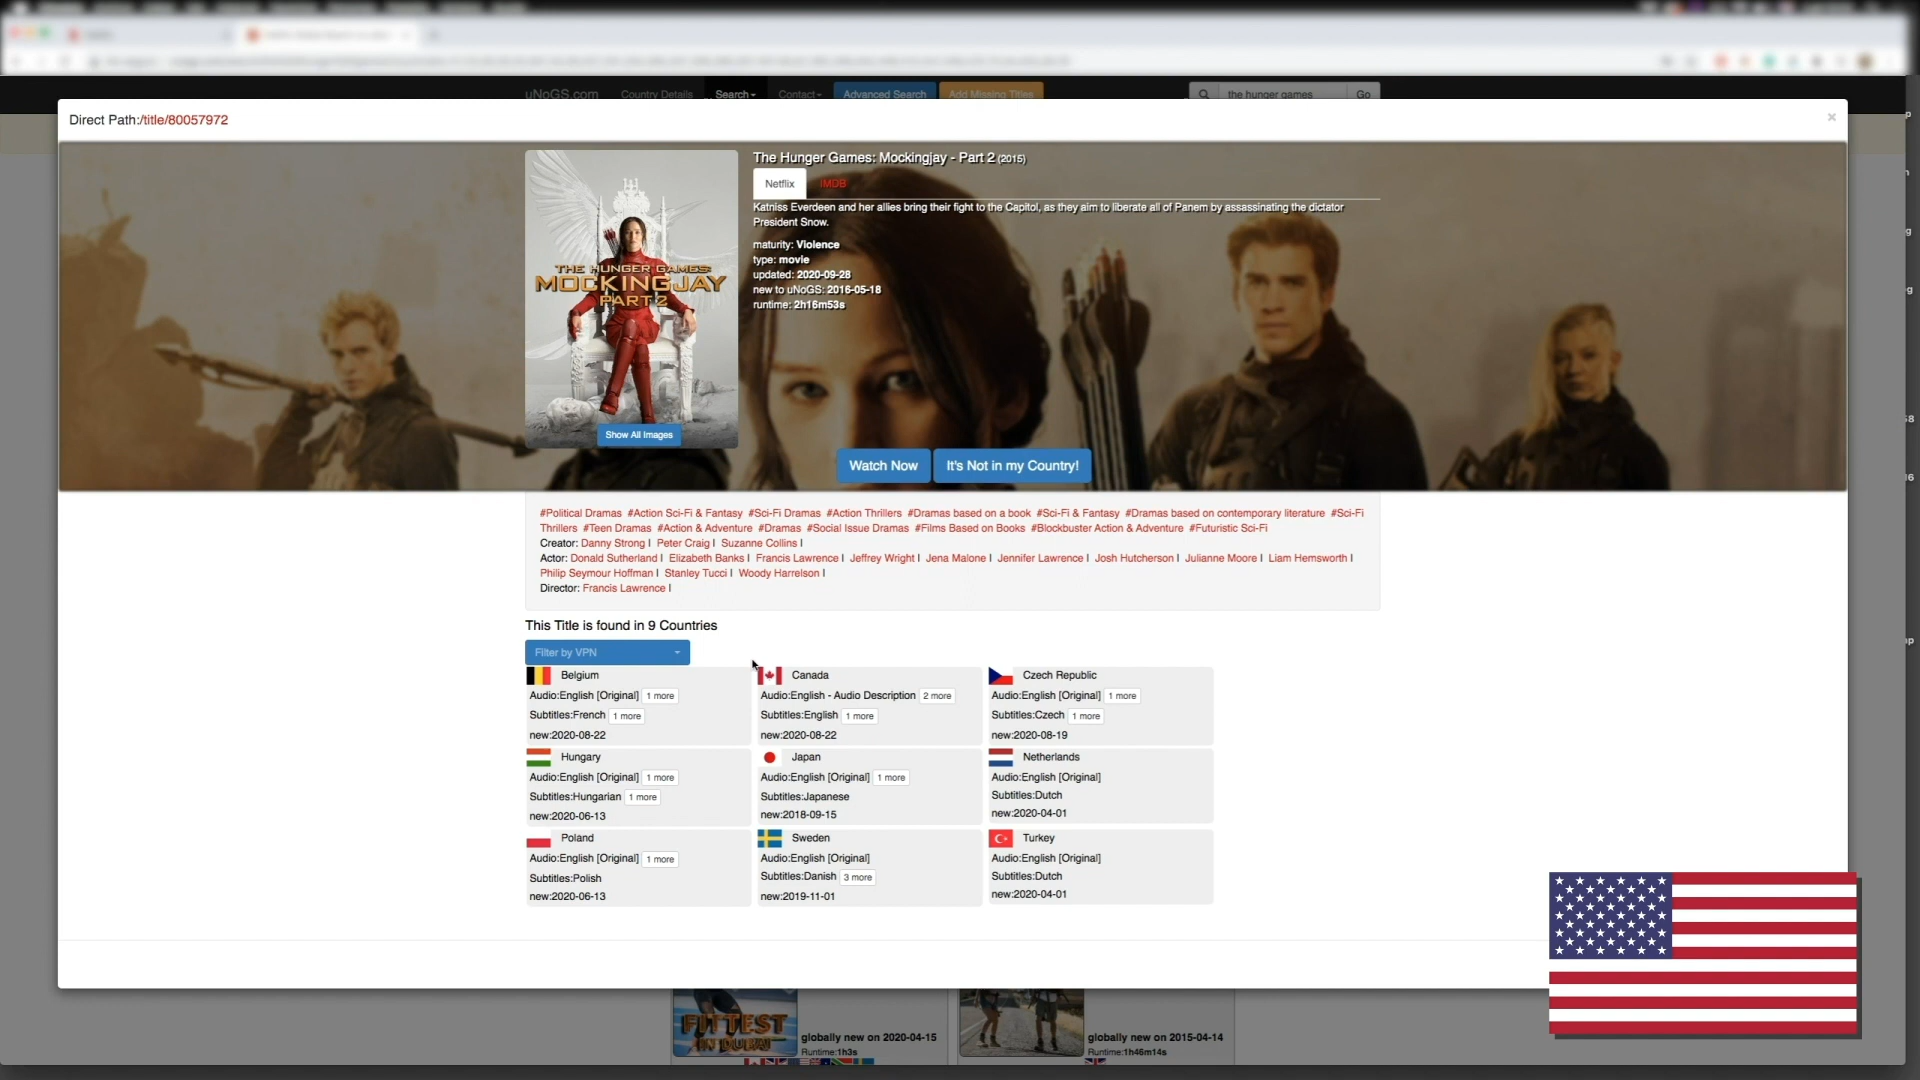 uNoGS.com Country Details Search Contact Advanced Search Add Missing Titles the hunger games Go
Direct Path:/title/80057972 ×
The Hunger Games: Mockingjay - Part 2 (2015)
Netflix IMDB
Katniss Everdeen and her allies bring their fight to the Capitol, as they aim to liberate all of Panem by assassinating the dictator
President Snow.
maturity: Violence
type: movie
updated: 2020-09-28
new to uNoGS: 2016-05-18
runtime: 2h16m53s
THE HUNGER GAMES:
MOCKINGJAY
PART 2
Show All Images
Watch Now It's Not in my Country!
#Political Dramas #Action Sci-Fi & Fantasy #Sci-Fi Dramas #Action Thrillers #Dramas based on a book #Sci-Fi & Fantasy #Dramas based on contemporary literature #Sci-Fi
Thrillers #Teen Dramas #Action & Adventure #Dramas #Social Issue Dramas #Films Based on Books #Blockbuster Action & Adventure #Futuristic Sci-Fi
Creator: Danny Strong | Peter Craig | Suzanne Collins |
Actor: Donald Sutherland | Elizabeth Banks | Francis Lawrence | Jeffrey Wright | Jena Malone | Jennifer Lawrence | Josh Hutcherson | Julianne Moore | Liam Hemsworth |
Philip Seymour Hoffman | Stanley Tucci | Woody Harrelson |
Director: Francis Lawrence |
This Title is found in 9 Countries
Filter by VPN
Belgium
Audio:English [Original] 1 more
Subtitles:French 1 more
new:2020-08-22
Canada
Audio:English - Audio Description 2 more
Subtitles:English 1 more
new:2020-08-22
Czech Republic
Audio:English [Original] 1 more
Subtitles:Czech 1 more
new:2020-08-19
Hungary
Audio:English [Original] 1 more
Subtitles:Hungarian 1 more
new:2020-06-13
Japan
Audio:English [Original] 1 more
Subtitles:Japanese
new:2018-09-15
Netherlands
Audio:English [Original]
Subtitles:Dutch
new:2020-04-01
Poland
Audio:English [Original] 1 more
Subtitles:Polish
new:2020-06-13
Sweden
Audio:English [Original]
Subtitles:Danish 3 more
new:2019-11-01
Turkey
Audio:English [Original]
Subtitles:Dutch
new:2020-04-01
FITTEST
IN DUBAI
globally new on 2020-04-15
Runtime:1h3s
globally new on 2015-04-14
Runtime:1h46m14s